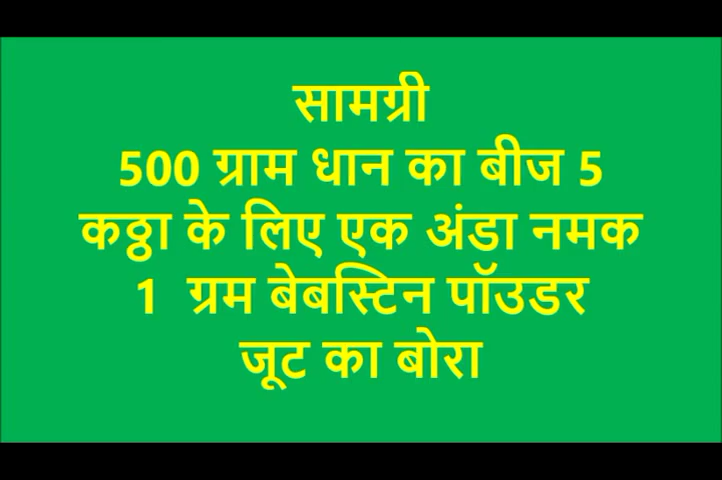 सामग्री
500 ग्राम धान का बीज 5
कठ्ठा के लिए एक अंडा नमक
1 ग्रम बेबस्टिन पॉउडर
जूट का बोरा